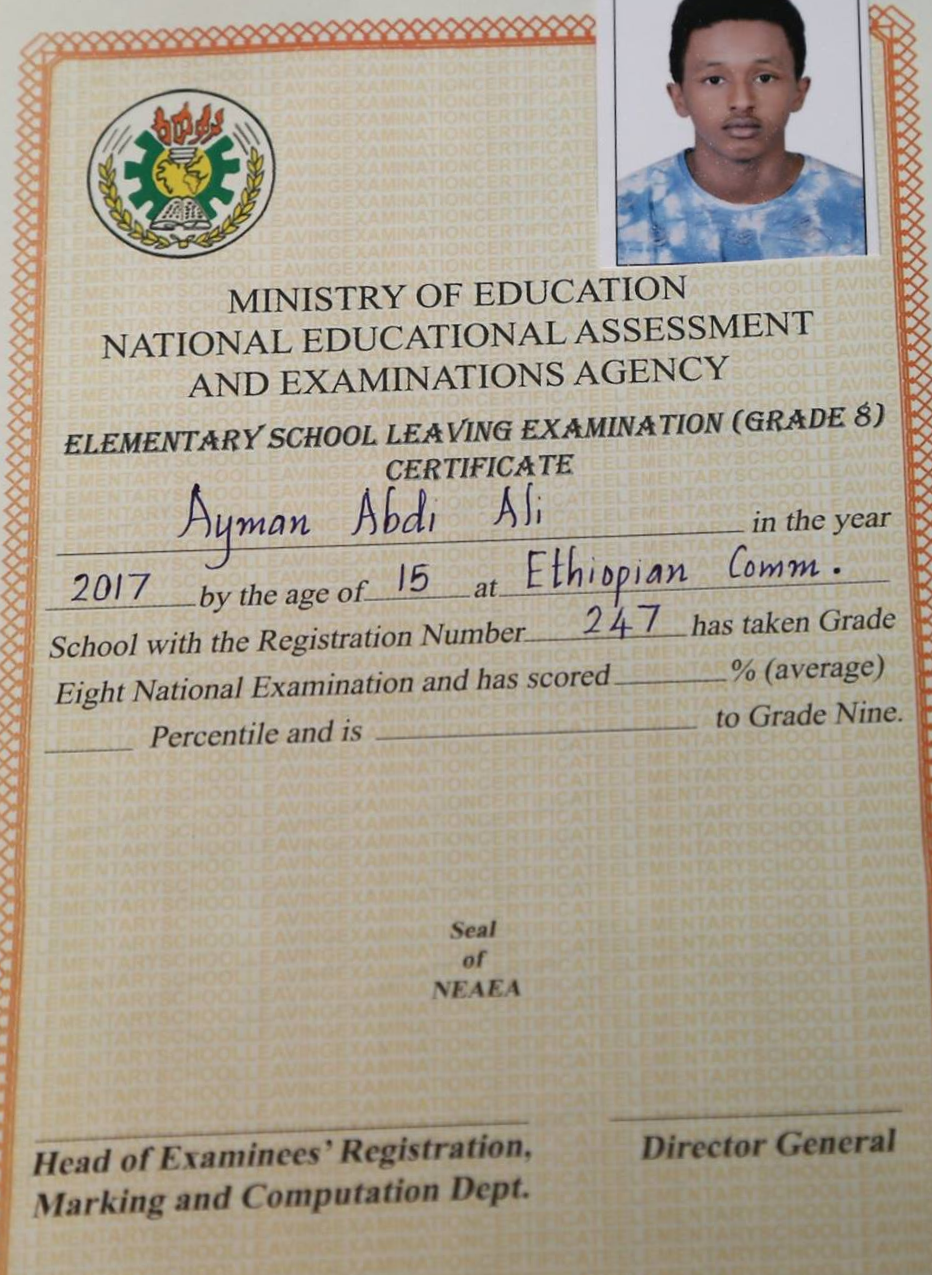 MINISTRY OF EDUCATION
NATIONAL EDUCATIONAL ASSESSMENT
AND EXAMINATIONS AGENCY
ELEMENTARY SCHOOL LEAVING EXAMINATION (GRADE 8)
CERTIFICATE
Ayman Abdi Ali in the year
2017 by the age of 15 at Ethiopian Comm.
School with the Registration Number 247 has taken Grade
Eight National Examination and has scored % (average)
Percentile and is to Grade Nine.
Seal
of
NEAEA
Head of Examinees' Registration,
Marking and Computation Dept.
Director General